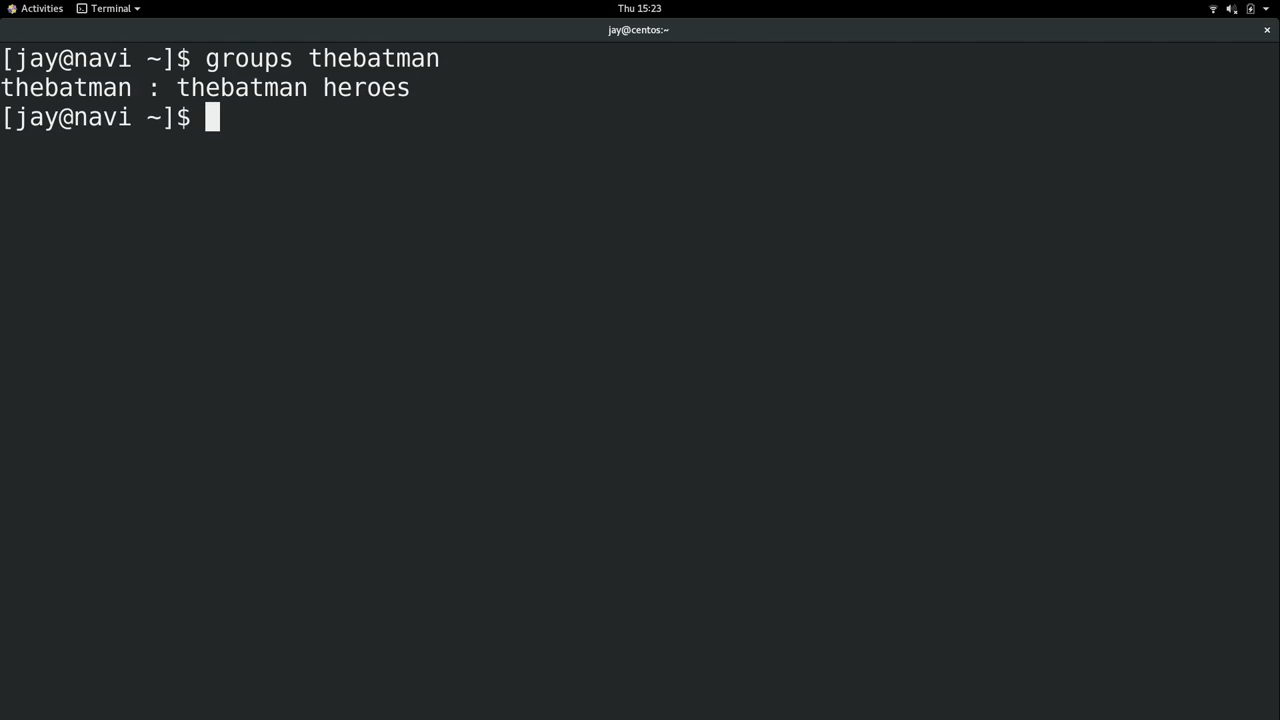 Activities Terminal Thu 15:23
jay@centos:~
[jay@navi ~]$ groups thebatman
thebatman : thebatman heroes
[jay@navi ~]$